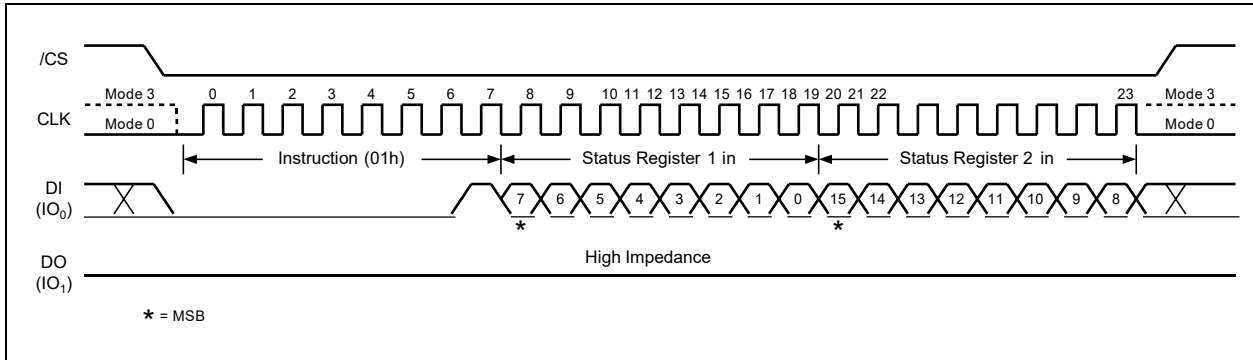 /CS
Mode 3 0 1 2 3 4 5 6 7 8 9 10 11 12 13 14 15 16 17 18 19 20 21 22 23 Mode 3
CLK
Mode 0 Mode 0
Instruction (01h) Status Register 1 in Status Register 2 in
DI
(IO0) 7 6 5 4 3 2 1 0 15 14 13 12 11 10 9 8
* *
DO High Impedance
(IO1)
* = MSB